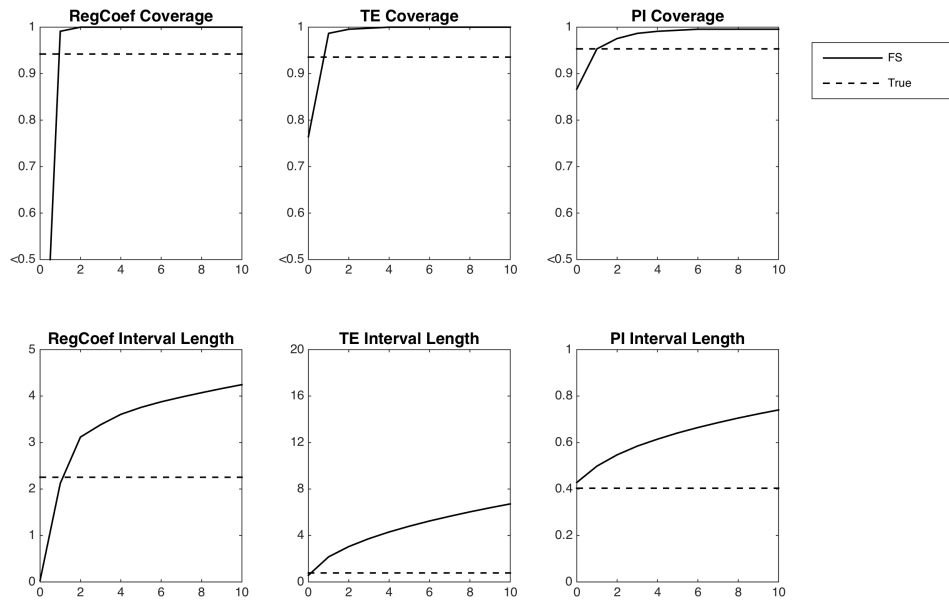 RegCoef Coverage
TE Coverage
PI Coverage
1
0.9
0.8
0.7
0.6
<0.5
0 2 4 6 8 10
1
0.9
0.8
0.7
0.6
<0.5
0 2 4 6 8 10
1
0.9
0.8
0.7
0.6
<0.5
0 2 4 6 8 10
FS
True
RegCoef Interval Length
TE Interval Length
PI Interval Length
5
4
3
2
1
0
0 2 4 6 8 10
20
16
12
8
4
0
0 2 4 6 8 10
1
0.8
0.6
0.4
0.2
0
0 2 4 6 8 10